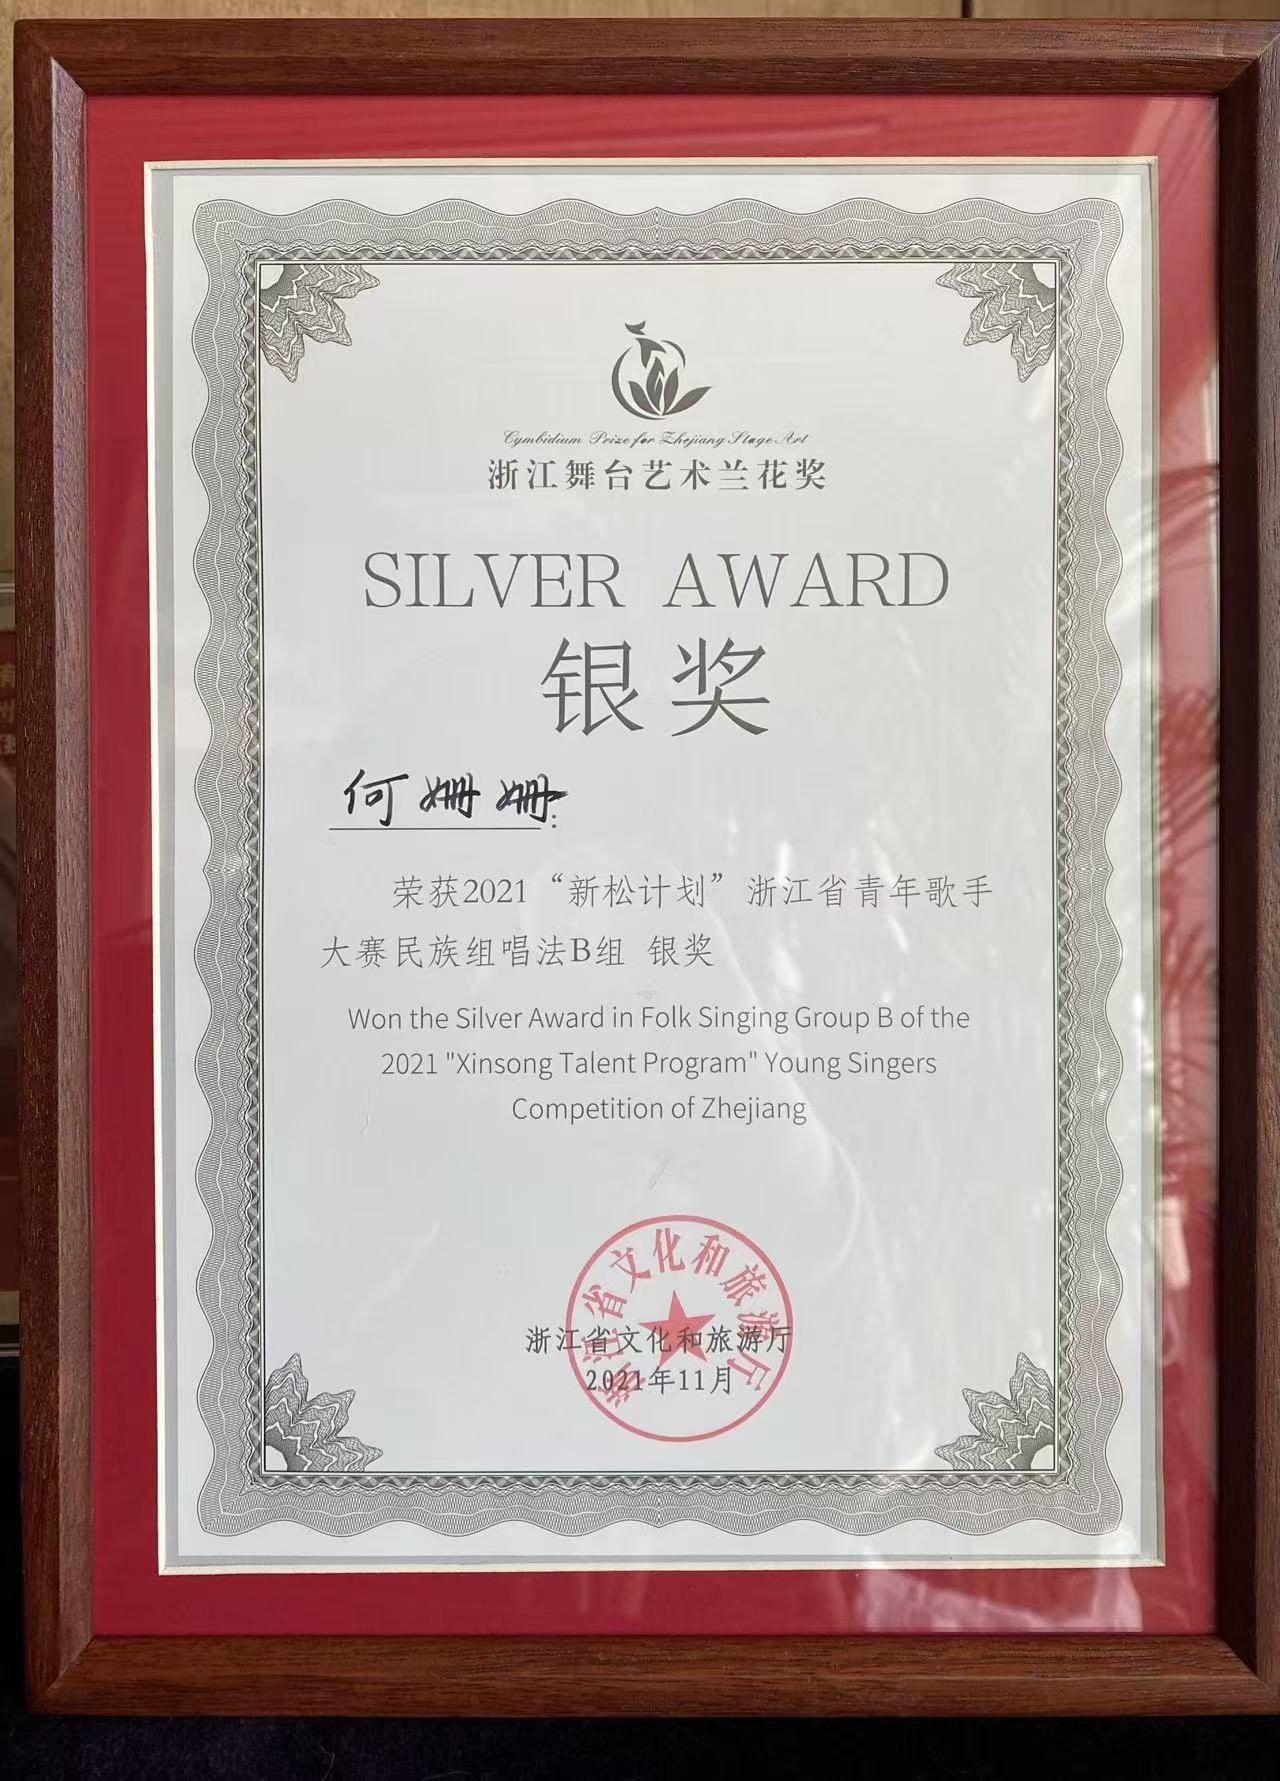 Cymbidium Prize for Zhejiang Stage Art
浙江舞台艺术兰花奖
SILVER AWARD
银奖
何姗姗:
荣获2021“新松计划”浙江省青年歌手
大赛民族组唱法B组 银奖
Won the Silver Award in Folk Singing Group B of the
2021 "Xinsong Talent Program" Young Singers
Competition of Zhejiang
浙江省文化和旅游厅
浙江省文化和旅游厅
2021年11月